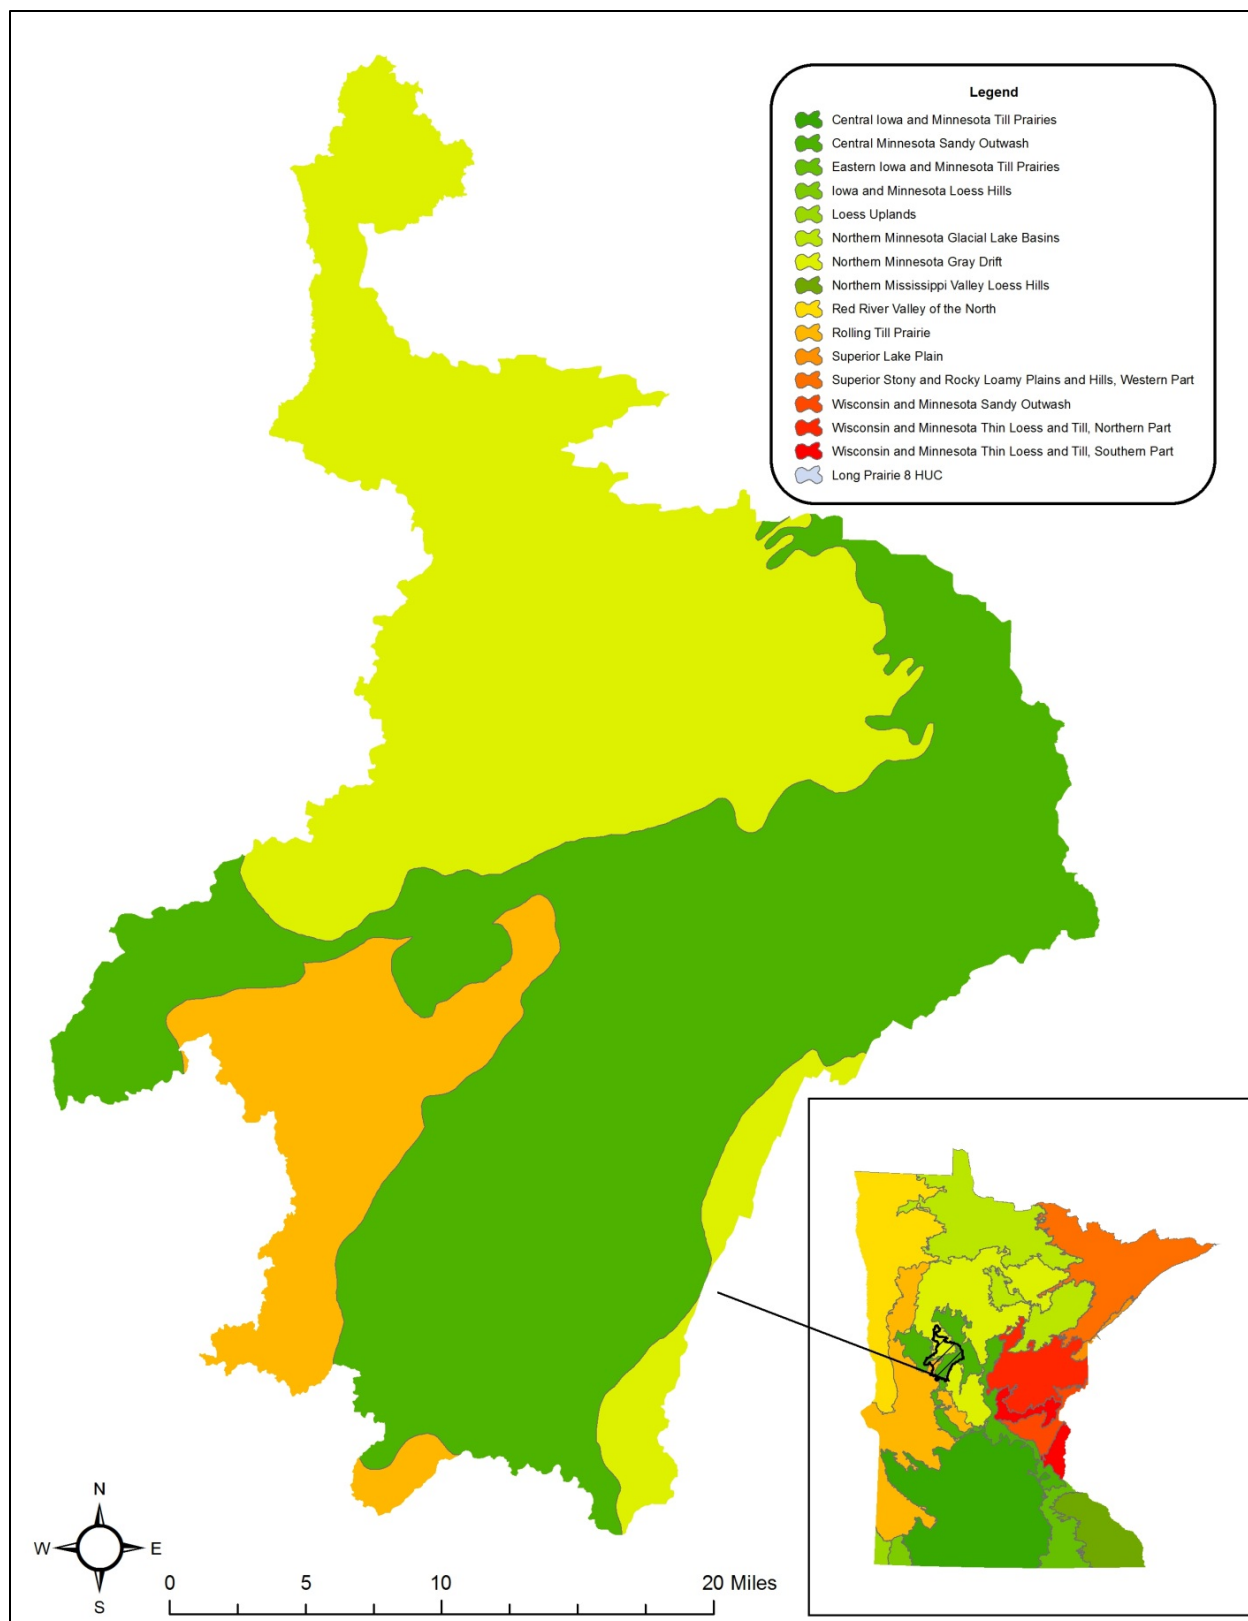 Legend
Central Iowa and Minnesota Till Prairies
Central Minnesota Sandy Outwash
Eastern Iowa and Minnesota Till Prairies
Iowa and Minnesota Loess Hills
Loess Uplands
Northern Minnesota Glacial Lake Basins
Northern Minnesota Gray Drift
Northern Mississippi Valley Loess Hills
Red River Valley of the North
Rolling Till Prairie
Superior Lake Plain
Superior Stony and Rocky Loamy Plains and Hills, Western Part
Wisconsin and Minnesota Sandy Outwash
Wisconsin and Minnesota Thin Loess and Till, Northern Part
Wisconsin and Minnesota Thin Loess and Till, Southern Part
Long Prairie 8 HUC
N
W E
S
0 5 10 20 Miles